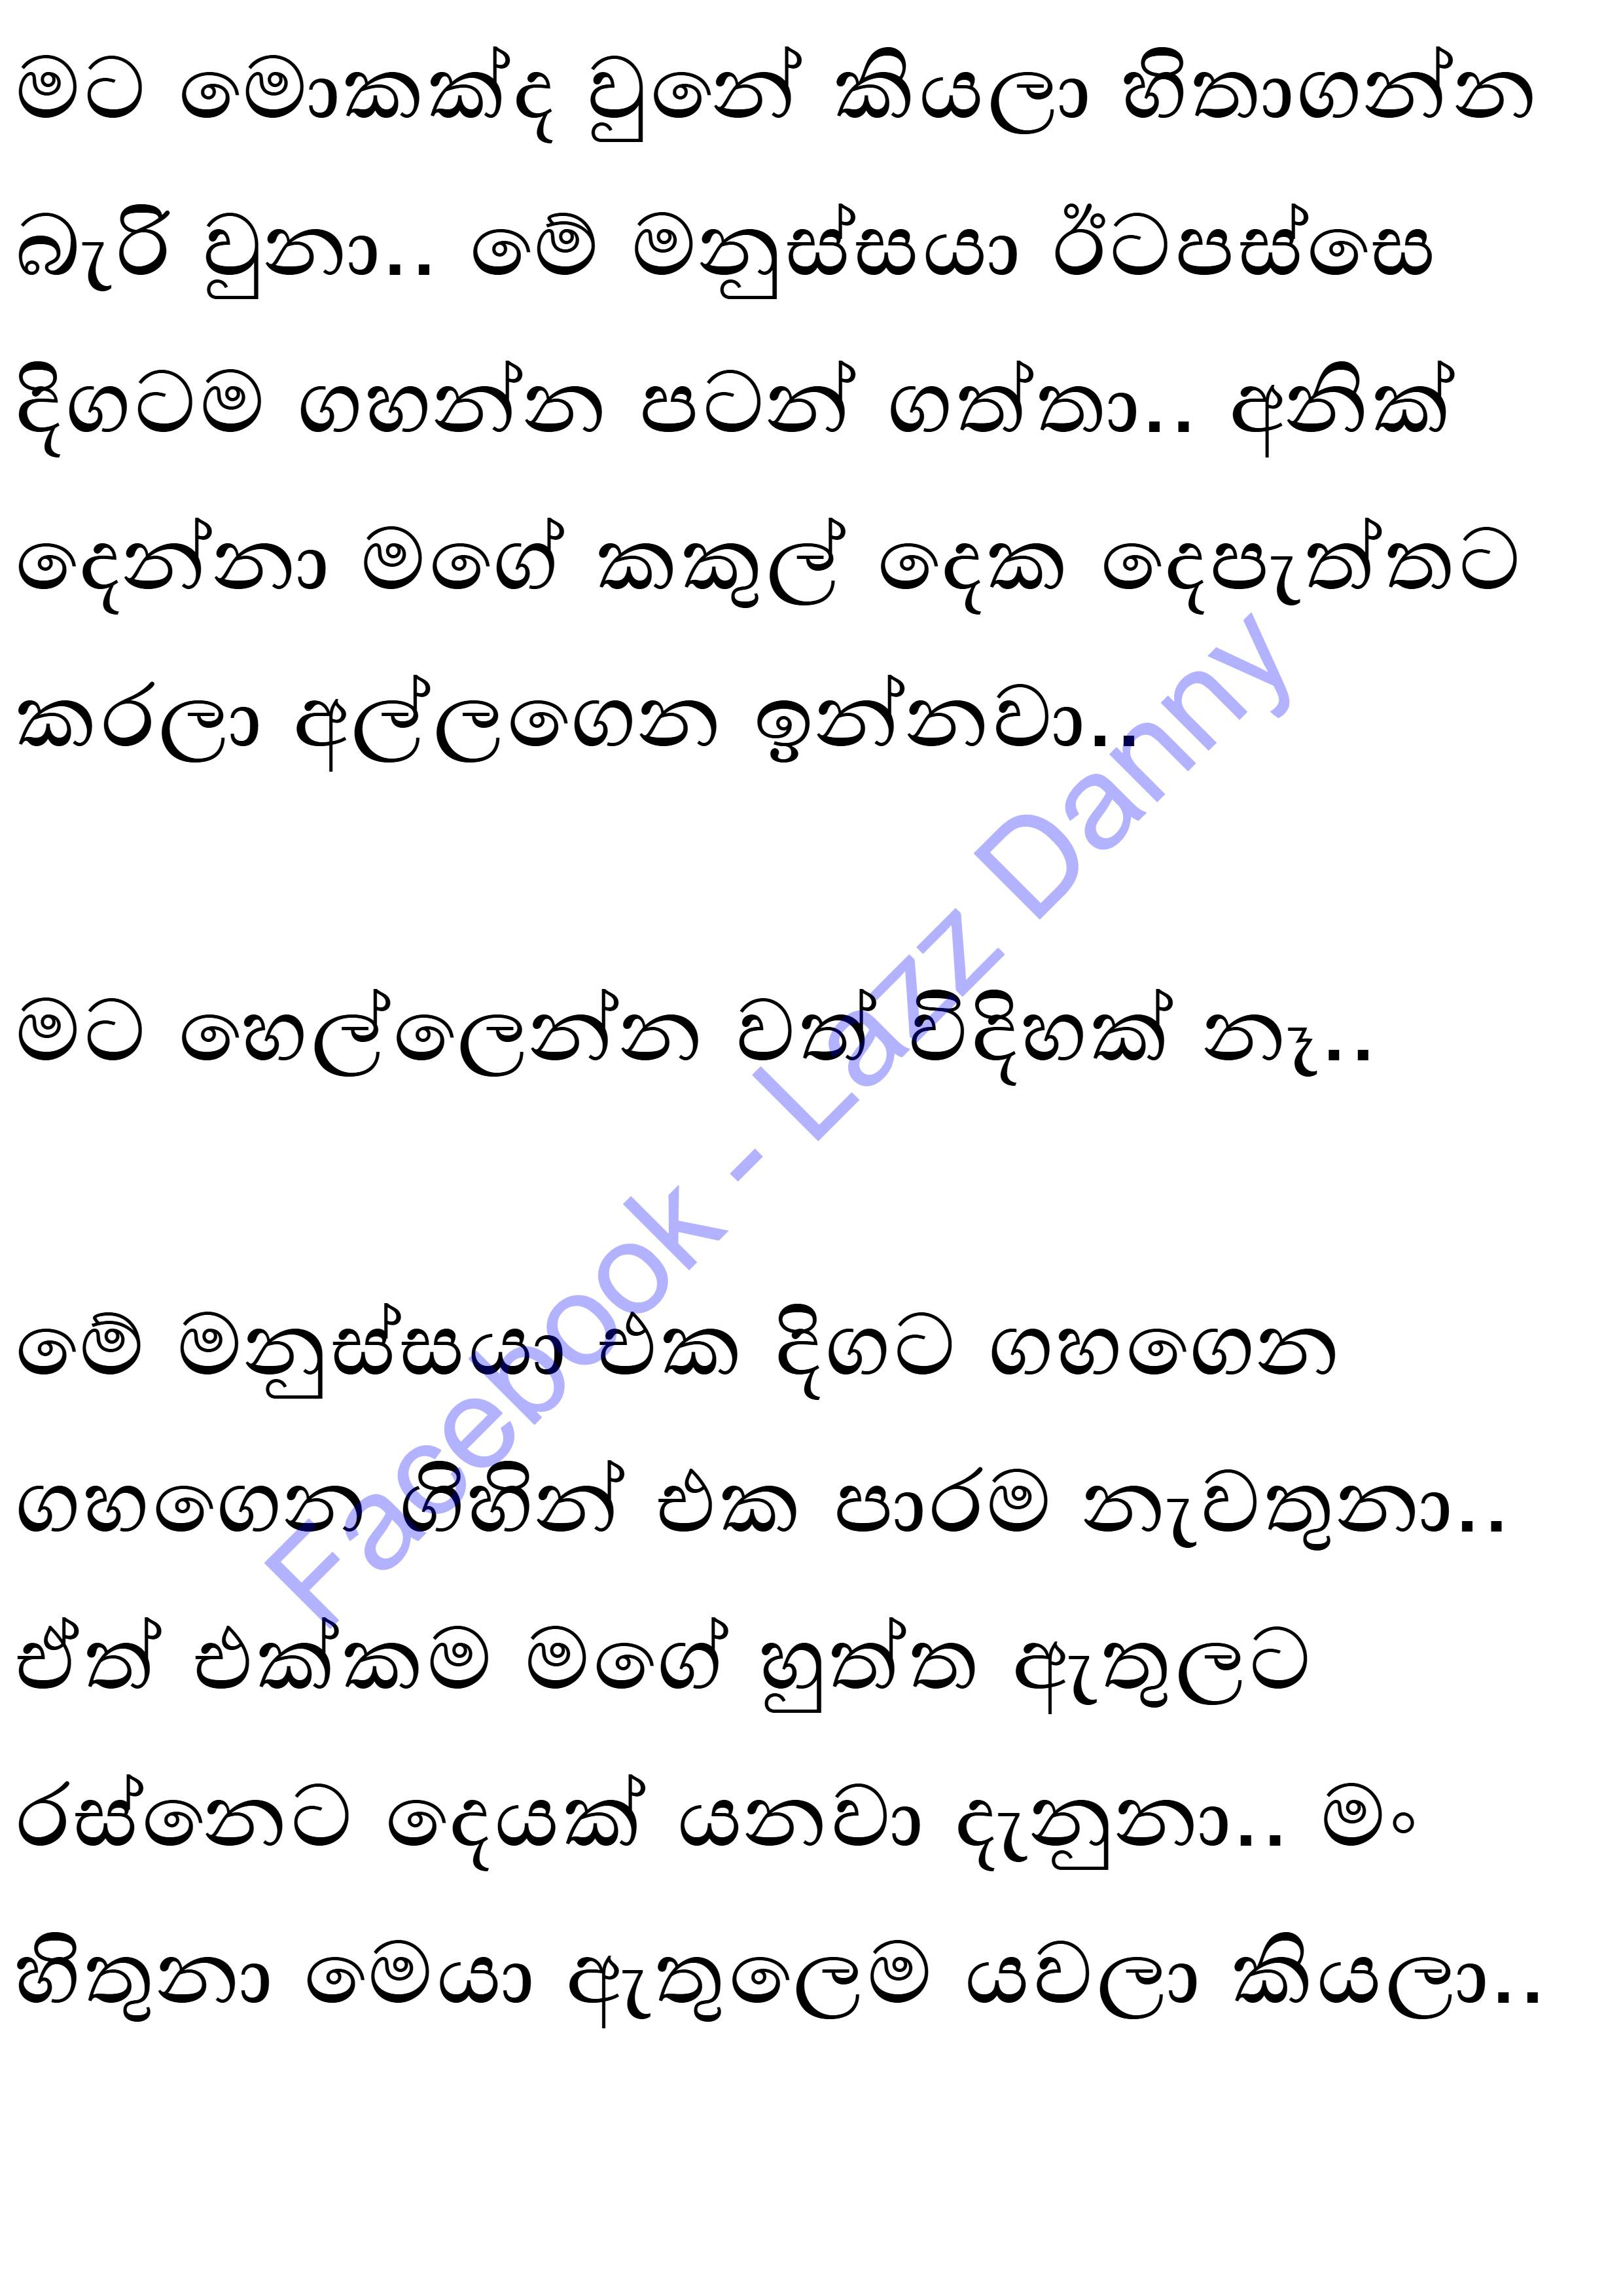 මට මොකක්ද වුනේ කියලා හිතාගන්න
බැරි වුනා.. මේ මනුස්සයා ඊටපස්සෙ
දිගටම ගහන්න පටන් ගත්තා.. අනික්
දෙන්නා මගේ කකුල් දෙක දෙපැත්තට
කරලා අල්ලගෙන ඉන්නවා..
මට හෙල්ලෙන්න වත් විදිහක් නෑ..
මේ මනුස්සයා එක දිගට ගහගෙන
ගහගෙන ගිහින් එක පාරම නැවතුනා..
ඒත් එක්කම මගේ හුත්ත ඇතුලට
රස්නෙට දෙයක් යනවා දැනුනා.. මං
හිතුනා මෙයා ඇතුලෙම යවලා කියලා..
Facebook - Lazz Danny